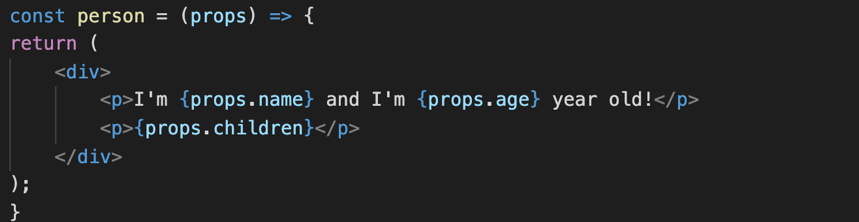 const person = (props) => {
return (
<div>
<p>I'm {props.name} and I'm {props.age} year old!</p>
<p>{props.children}</p>
</div>
);
}